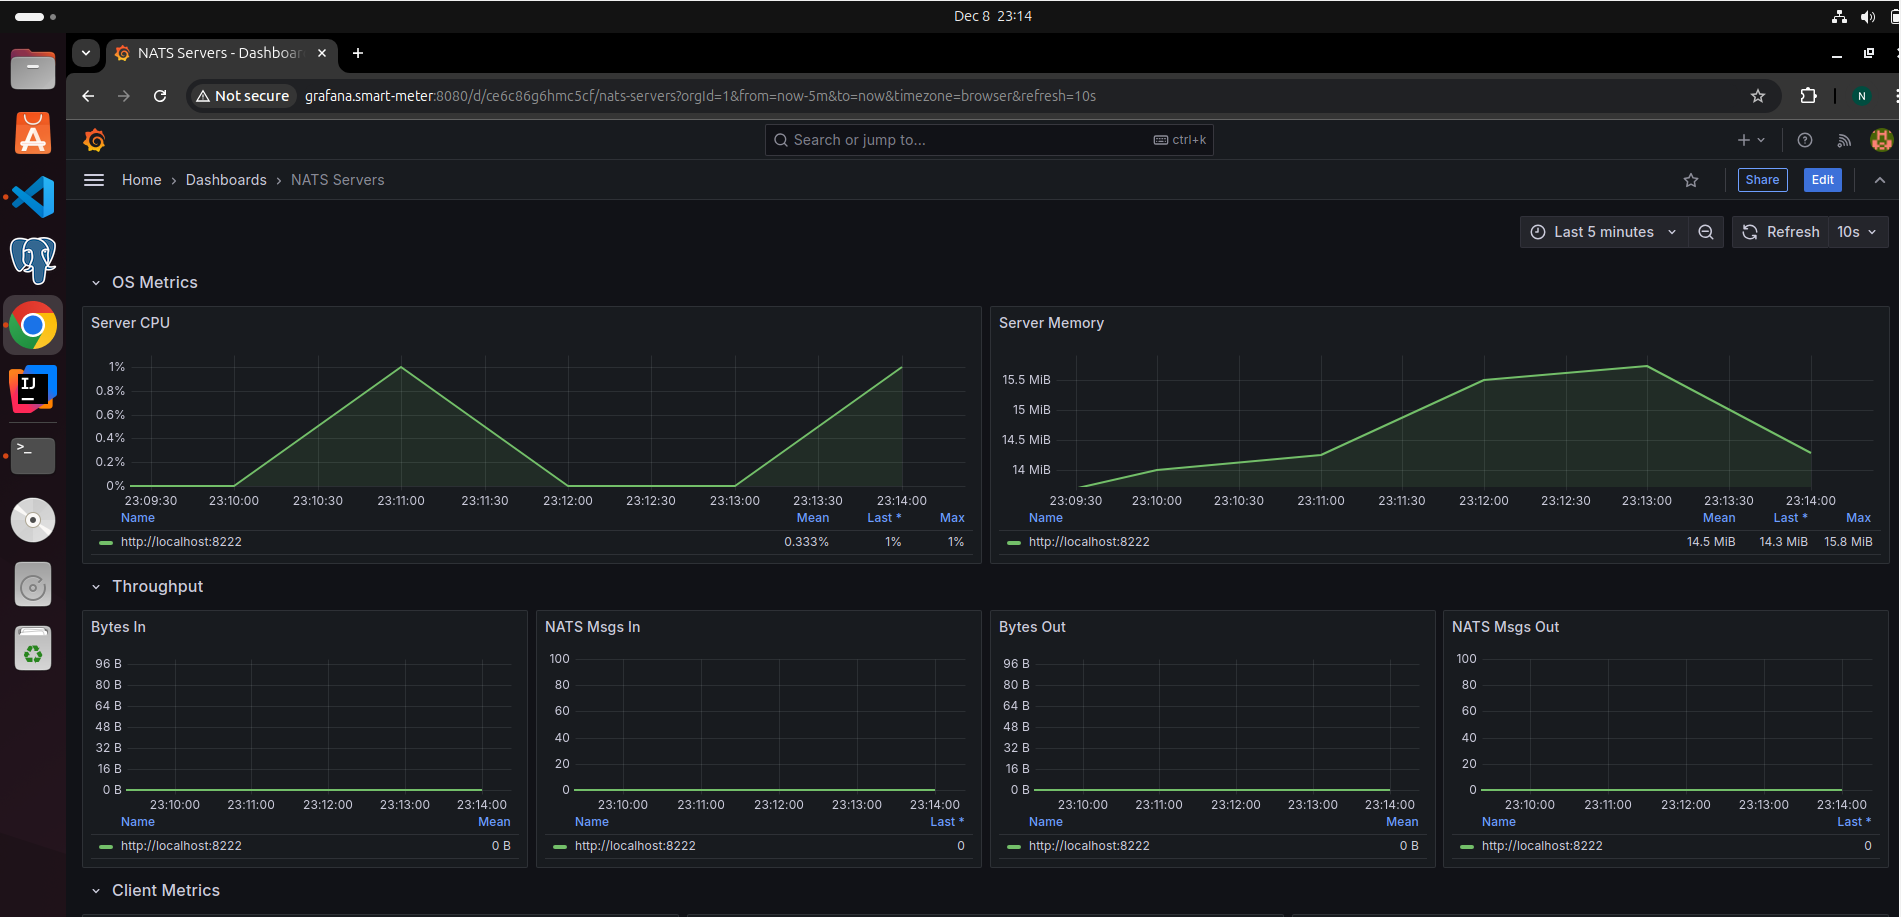 Dec 8 23:14
NATS Servers - Dashboar
Not secure grafana.smart-meter:8080/d/ce6c86g6hmc5cf/nats-servers?orgId=1&from=now-5m&to=now&timezone=browser&refresh=10s
N
Search or jump to... ctrl+k
Home › Dashboards › NATS Servers
Share Edit
Last 5 minutes Refresh 10s
OS Metrics
Server CPU
1%
0.8%
0.6%
0.4%
0.2%
0%
23:09:30 23:10:00 23:10:30 23:11:00 23:11:30 23:12:00 23:12:30 23:13:00 23:13:30 23:14:00
Name Mean Last * Max
http://localhost:8222 0.333% 1% 1%
Server Memory
15.5 MiB
15 MiB
14.5 MiB
14 MiB
23:09:30 23:10:00 23:10:30 23:11:00 23:11:30 23:12:00 23:12:30 23:13:00 23:13:30 23:14:00
Name Mean Last * Max
http://localhost:8222 14.5 MiB 14.3 MiB 15.8 MiB
Throughput
Bytes In
96 B
80 B
64 B
48 B
32 B
16 B
0 B
23:10:00 23:11:00 23:12:00 23:13:00 23:14:00
Name Mean
http://localhost:8222 0 B
NATS Msgs In
100
80
60
40
20
0
23:10:00 23:11:00 23:12:00 23:13:00 23:14:00
Name Last *
http://localhost:8222 0
Bytes Out
96 B
80 B
64 B
48 B
32 B
16 B
0 B
23:10:00 23:11:00 23:12:00 23:13:00 23:14:00
Name Mean
http://localhost:8222 0 B
NATS Msgs Out
100
80
60
40
20
0
23:10:00 23:11:00 23:12:00 23:13:00 23:14:00
Name Last *
http://localhost:8222 0
Client Metrics
IJ
>_